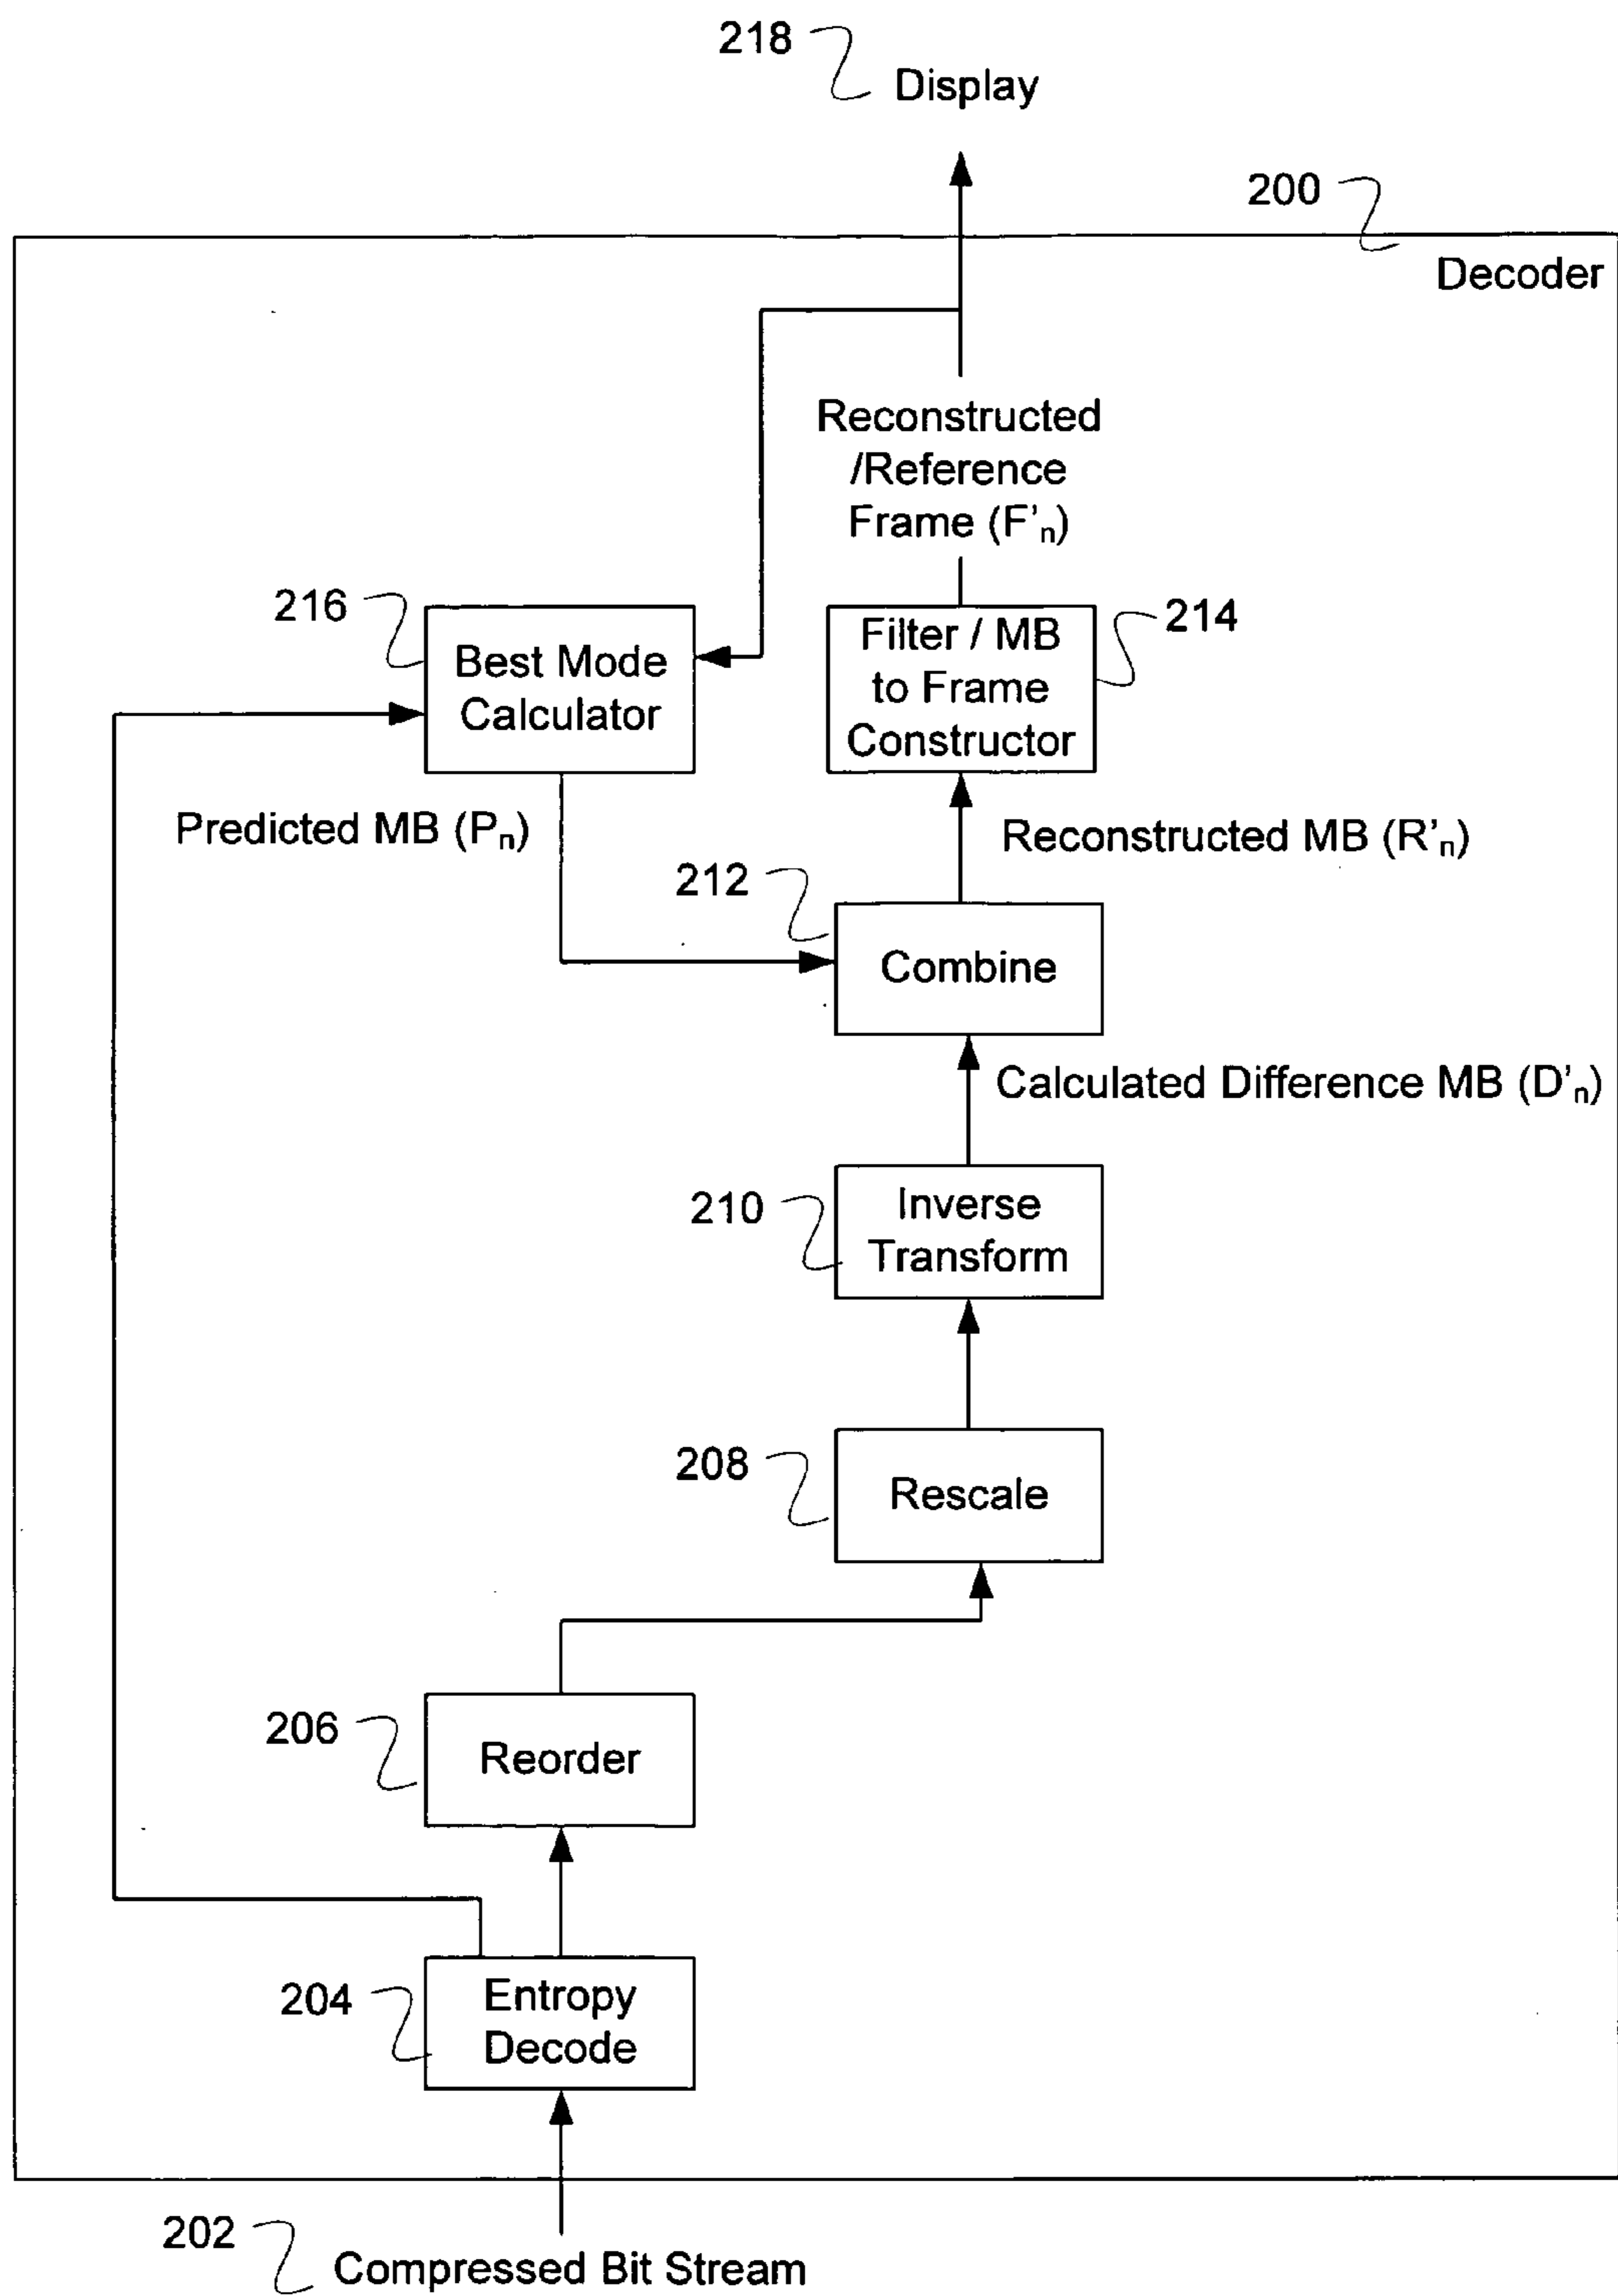 218
Display
200
Decoder
Reconstructed
/Reference
Frame (F'n)
216
Best Mode
Calculator
Filter / MB
to Frame
Constructor
214
Predicted MB (Pn)
Reconstructed MB (R'n)
212
Combine
Calculated Difference MB (D'n)
210
Inverse
Transform
208
Rescale
206
Reorder
204
Entropy
Decode
202
Compressed Bit Stream